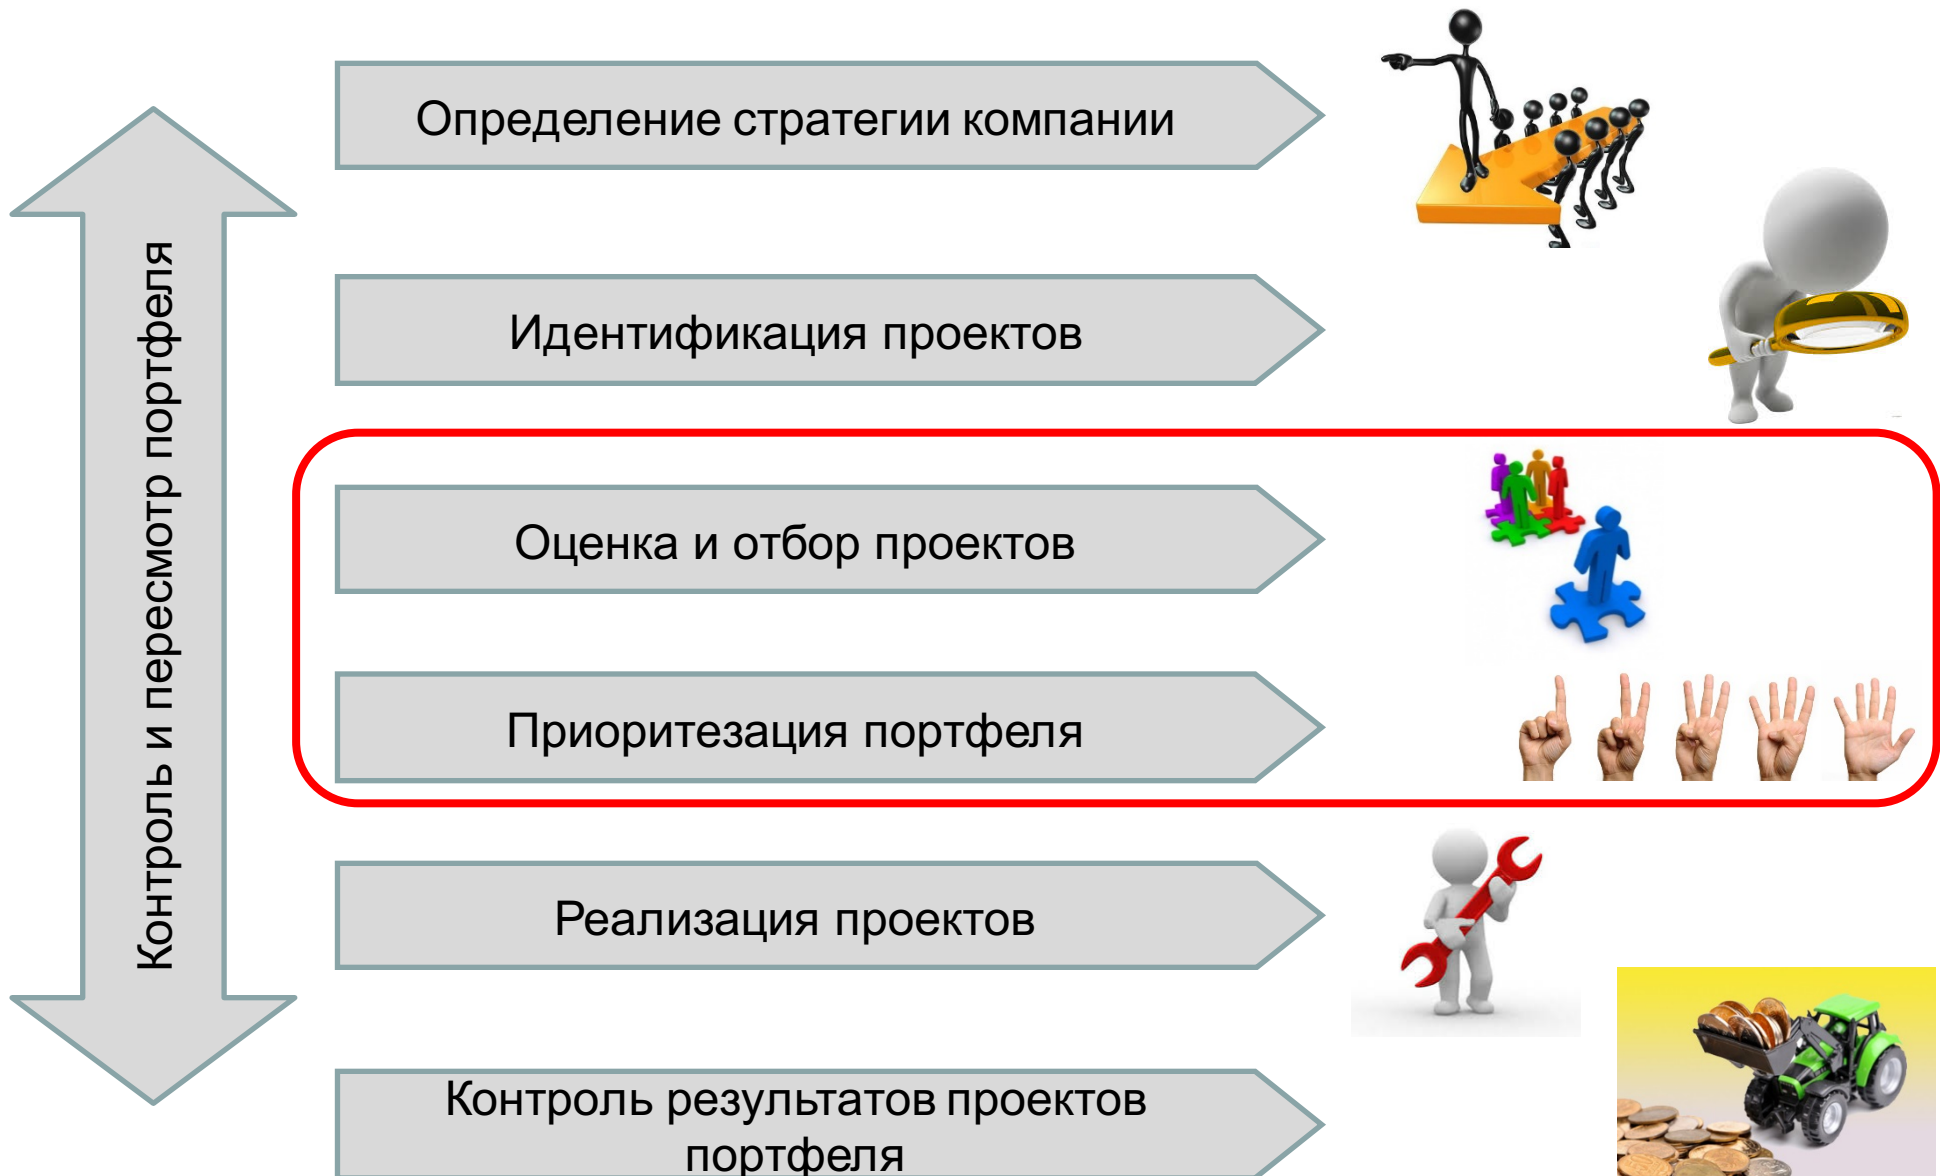 Определение стратегии компании
Идентификация проектов
Контроль и пересмотр портфеля
Оценка и отбор проектов
Приоритезация портфеля
Реализация проектов
Контроль результатов проектов
портфеля